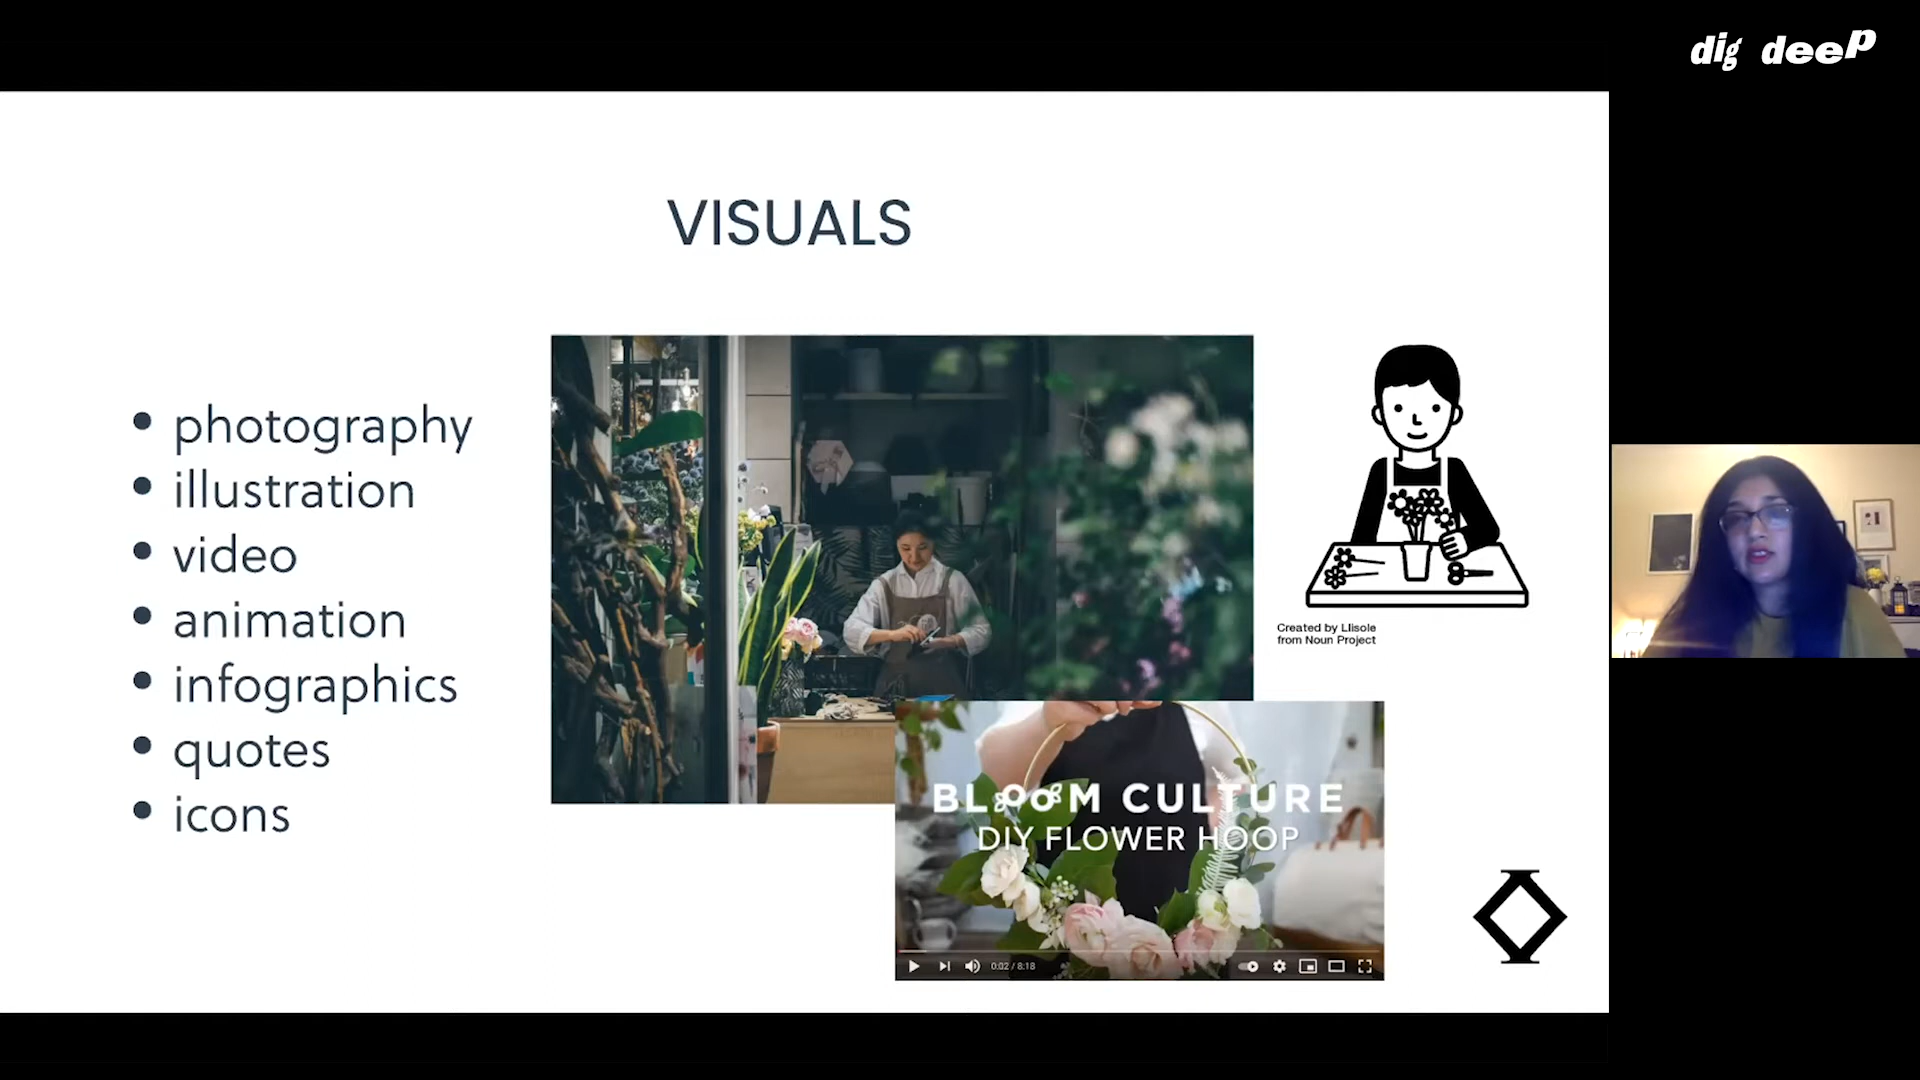 dig deep
VISUALS
• photography
• illustration
• video
• animation
• infographics
• quotes
• icons
Created by Llisole
from Noun Project
BLOOM CULTURE
DIY FLOWER HOOP
0:02 / 8:18